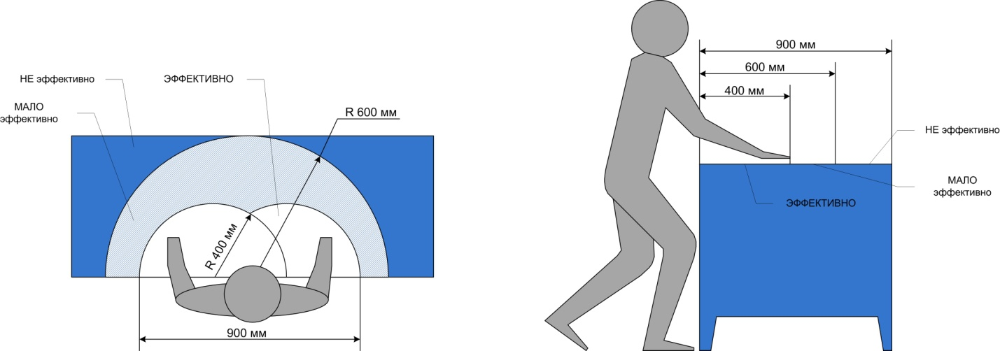 НЕ эффективно
ЭФФЕКТИВНО
МАЛО
эффективно
R 600 мм
R 400 мм
900 мм
900 мм
600 мм
400 мм
НЕ эффективно
МАЛО
эффективно
ЭФФЕКТИВНО